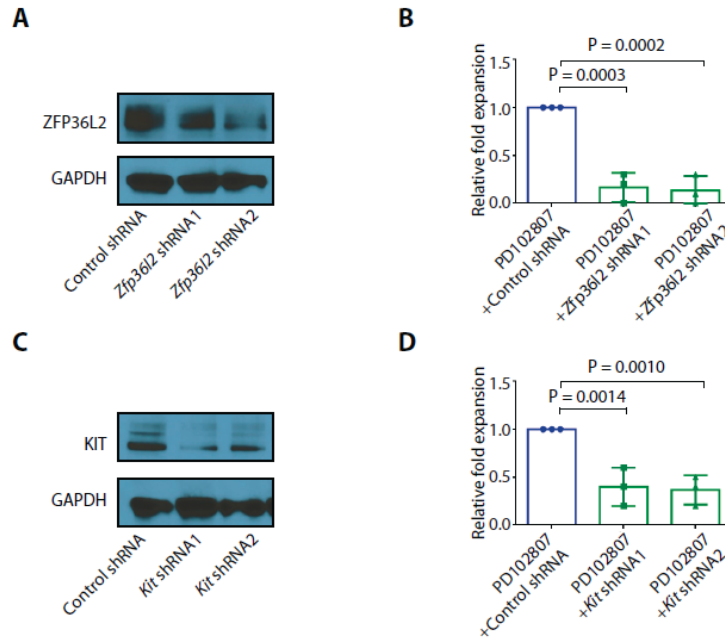 A
ZFP36L2
GAPDH
Control shRNA
Zfp36l2 shRNA1
Zfp36l2 shRNA2
B
Relative fold expansion
1.5
1.0
0.5
0.0
P = 0.0002
P = 0.0003
PD102807
+Control shRNA
PD102807
+Zfp36l2 shRNA1
PD102807
+Zfp36l2 shRNA2
C
KIT
GAPDH
Control shRNA
Kit shRNA1
Kit shRNA2
D
Relative fold expansion
1.5
1.0
0.5
0.0
P = 0.0010
P = 0.0014
PD102807
+Control shRNA
PD102807
+Kit shRNA1
PD102807
+Kit shRNA2